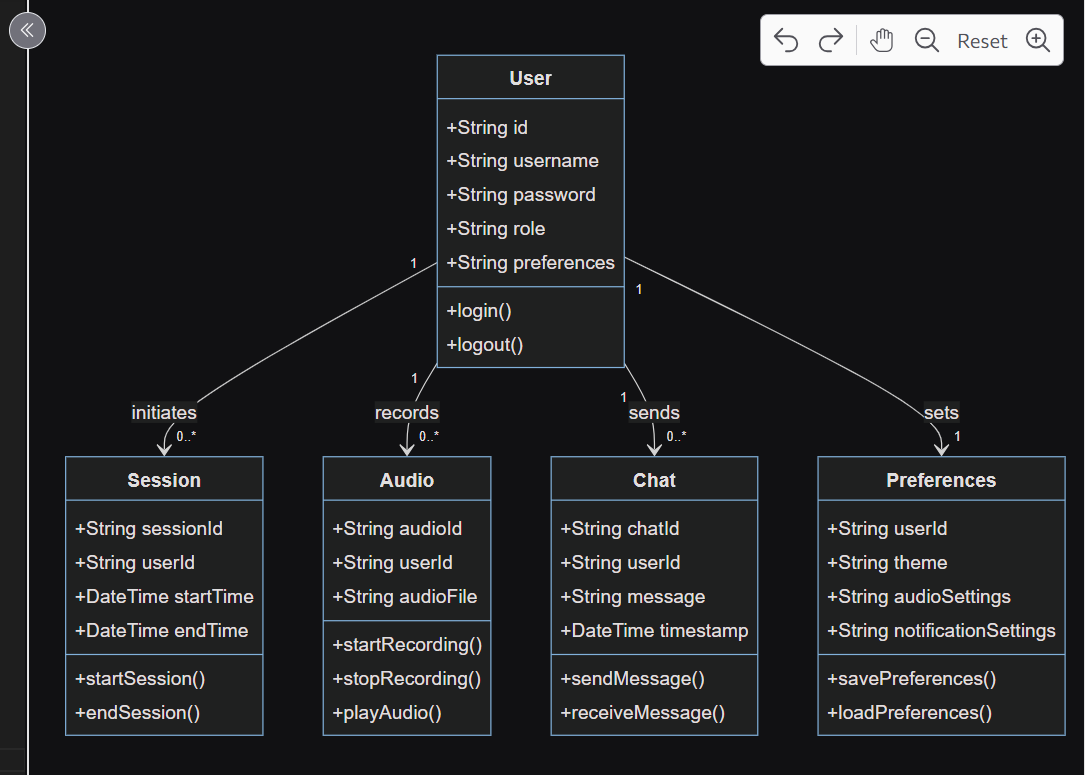 Reset
User
+String id
+String username
+String password
+String role
+String preferences
+login()
+logout()
1
1
1
1
initiates
records
sends
sets
0..*
0..*
0..*
1
Session
+String sessionId
+String userId
+DateTime startTime
+DateTime endTime
+startSession()
+endSession()
Audio
+String audioId
+String userId
+String audioFile
+startRecording()
+stopRecording()
+playAudio()
Chat
+String chatId
+String userId
+String message
+DateTime timestamp
+sendMessage()
+receiveMessage()
Preferences
+String userId
+String theme
+String audioSettings
+String notificationSettings
+savePreferences()
+loadPreferences()